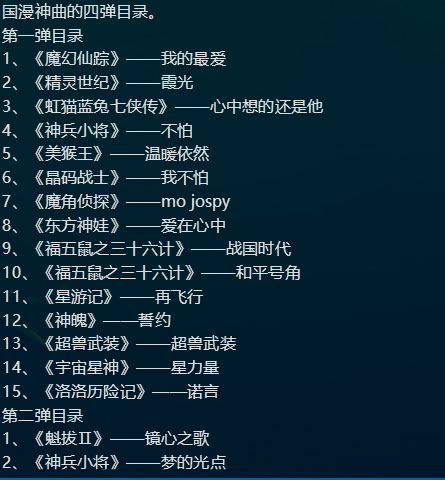 国漫神曲的四弹目录。
第一弹目录
1、《魔幻仙踪》——我的最爱
2、《精灵世纪》——霞光
3、《虹猫蓝兔七侠传》——心中想的还是他
4、《神兵小将》——不怕
5、《美猴王》——温暖依然
6、《晶码战士》——我不怕
7、《魔角侦探》——mo jospy
8、《东方神娃》——爱在心中
9、《福五鼠之三十六计》——战国时代
10、《福五鼠之三十六计》——和平号角
11、《星游记》——再飞行
12、《神魄》——誓约
13、《超兽武装》——超兽武装
14、《宇宙星神》——星力量
15、《洛洛历险记》——诺言
第二弹目录
1、《魁拔Ⅱ》——镜心之歌
2、《神兵小将》——梦的光点